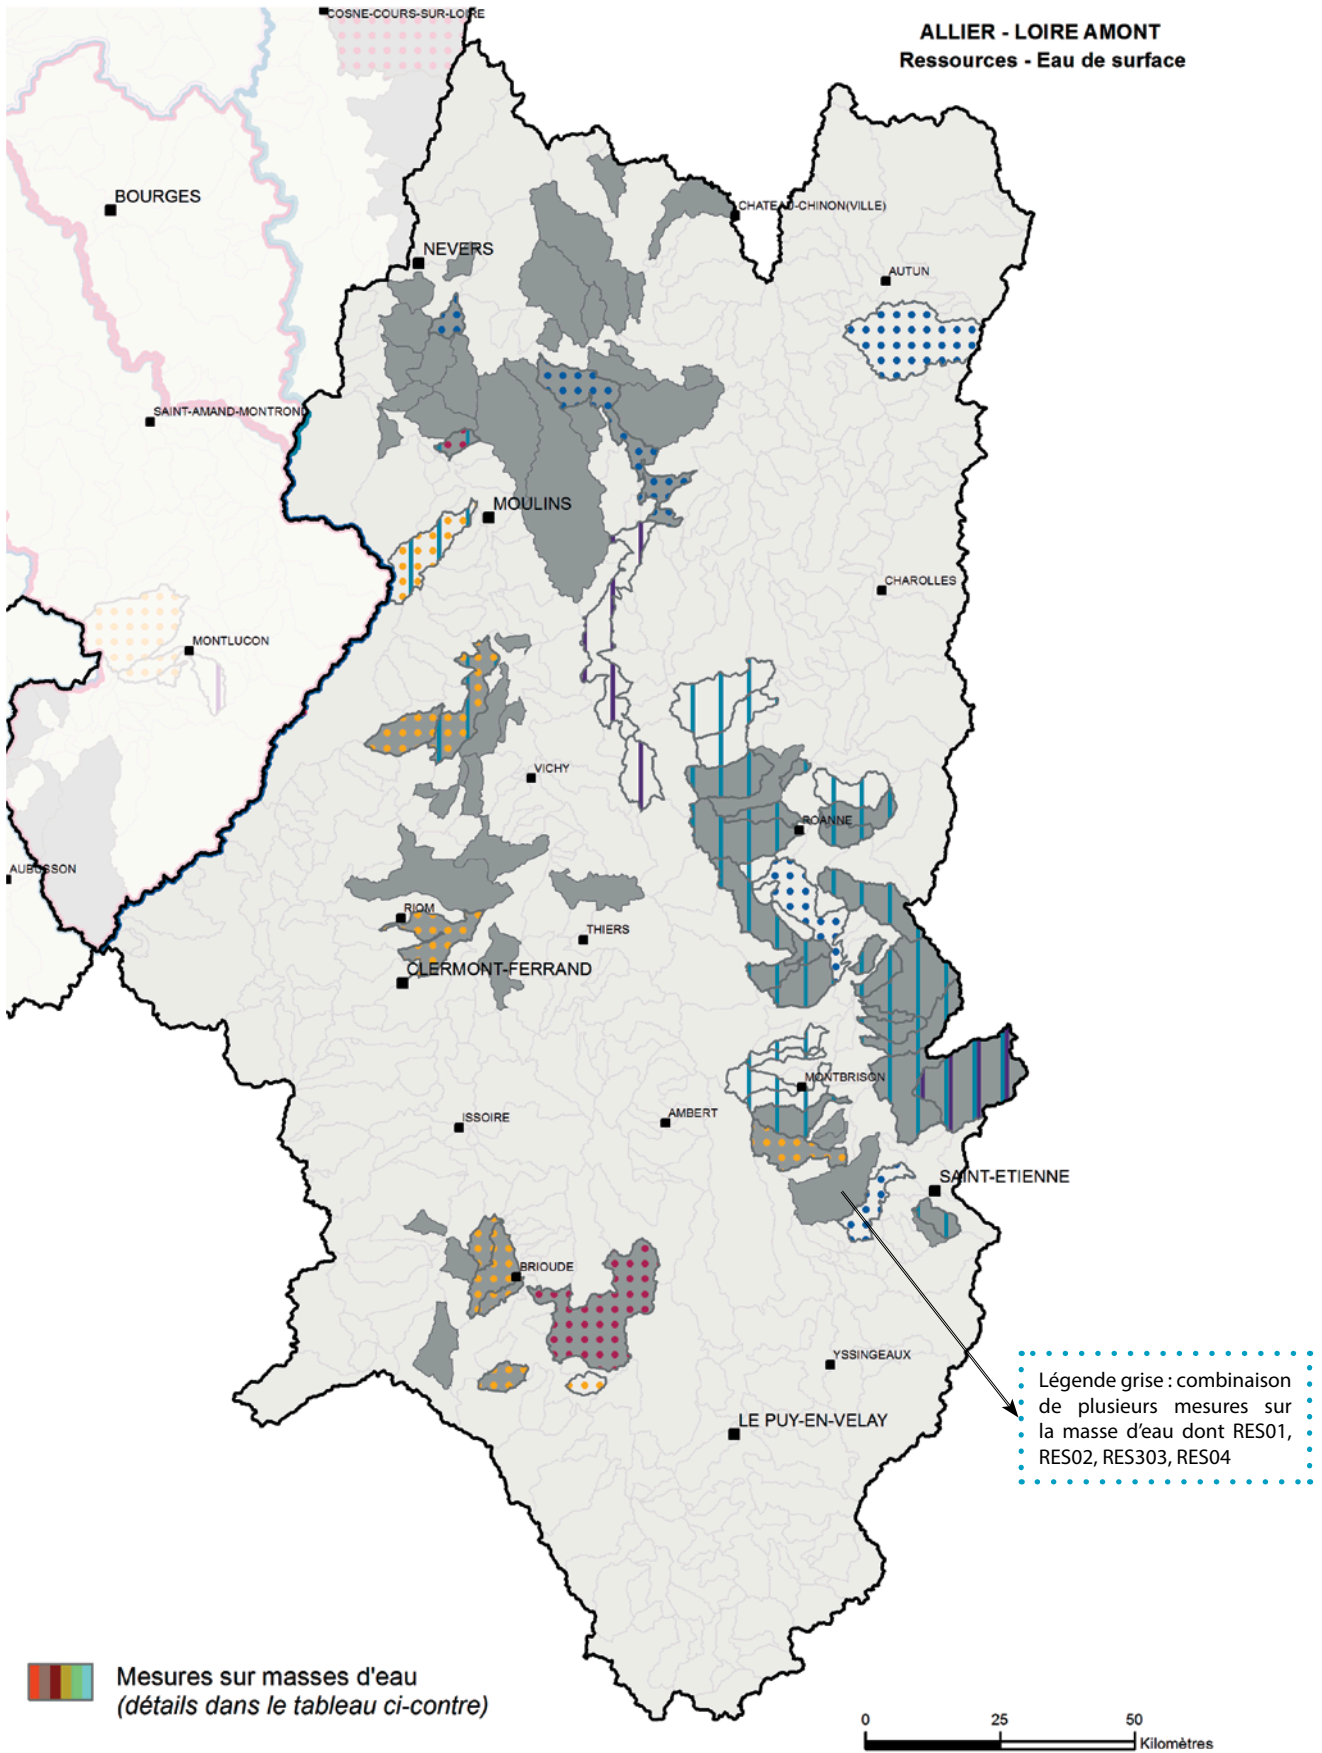 COSNE-COURS-SUR-LOIRE
ALLIER - LOIRE AMONT
Ressources - Eau de surface
BOURGES
CHATEAU-CHINON(VILLE)
NEVERS
AUTUN
SAINT-AMAND-MONTROND
MOULINS
CHAROLLES
MONTLUCON
VICHY
ROANNE
AUBUSSON
RIOM
THIERS
CLERMONT-FERRAND
MONTBRISON
AMBERT
ISSOIRE
SAINT-ETIENNE
BRIOUDE
YSSINGEAUX
LE PUY-EN-VELAY
Légende grise : combinaison
de plusieurs mesures sur
la masse d'eau dont RES01,
RES02, RES303, RES04
Mesures sur masses d'eau
(détails dans le tableau ci-contre)
0 25 50
Kilomètres